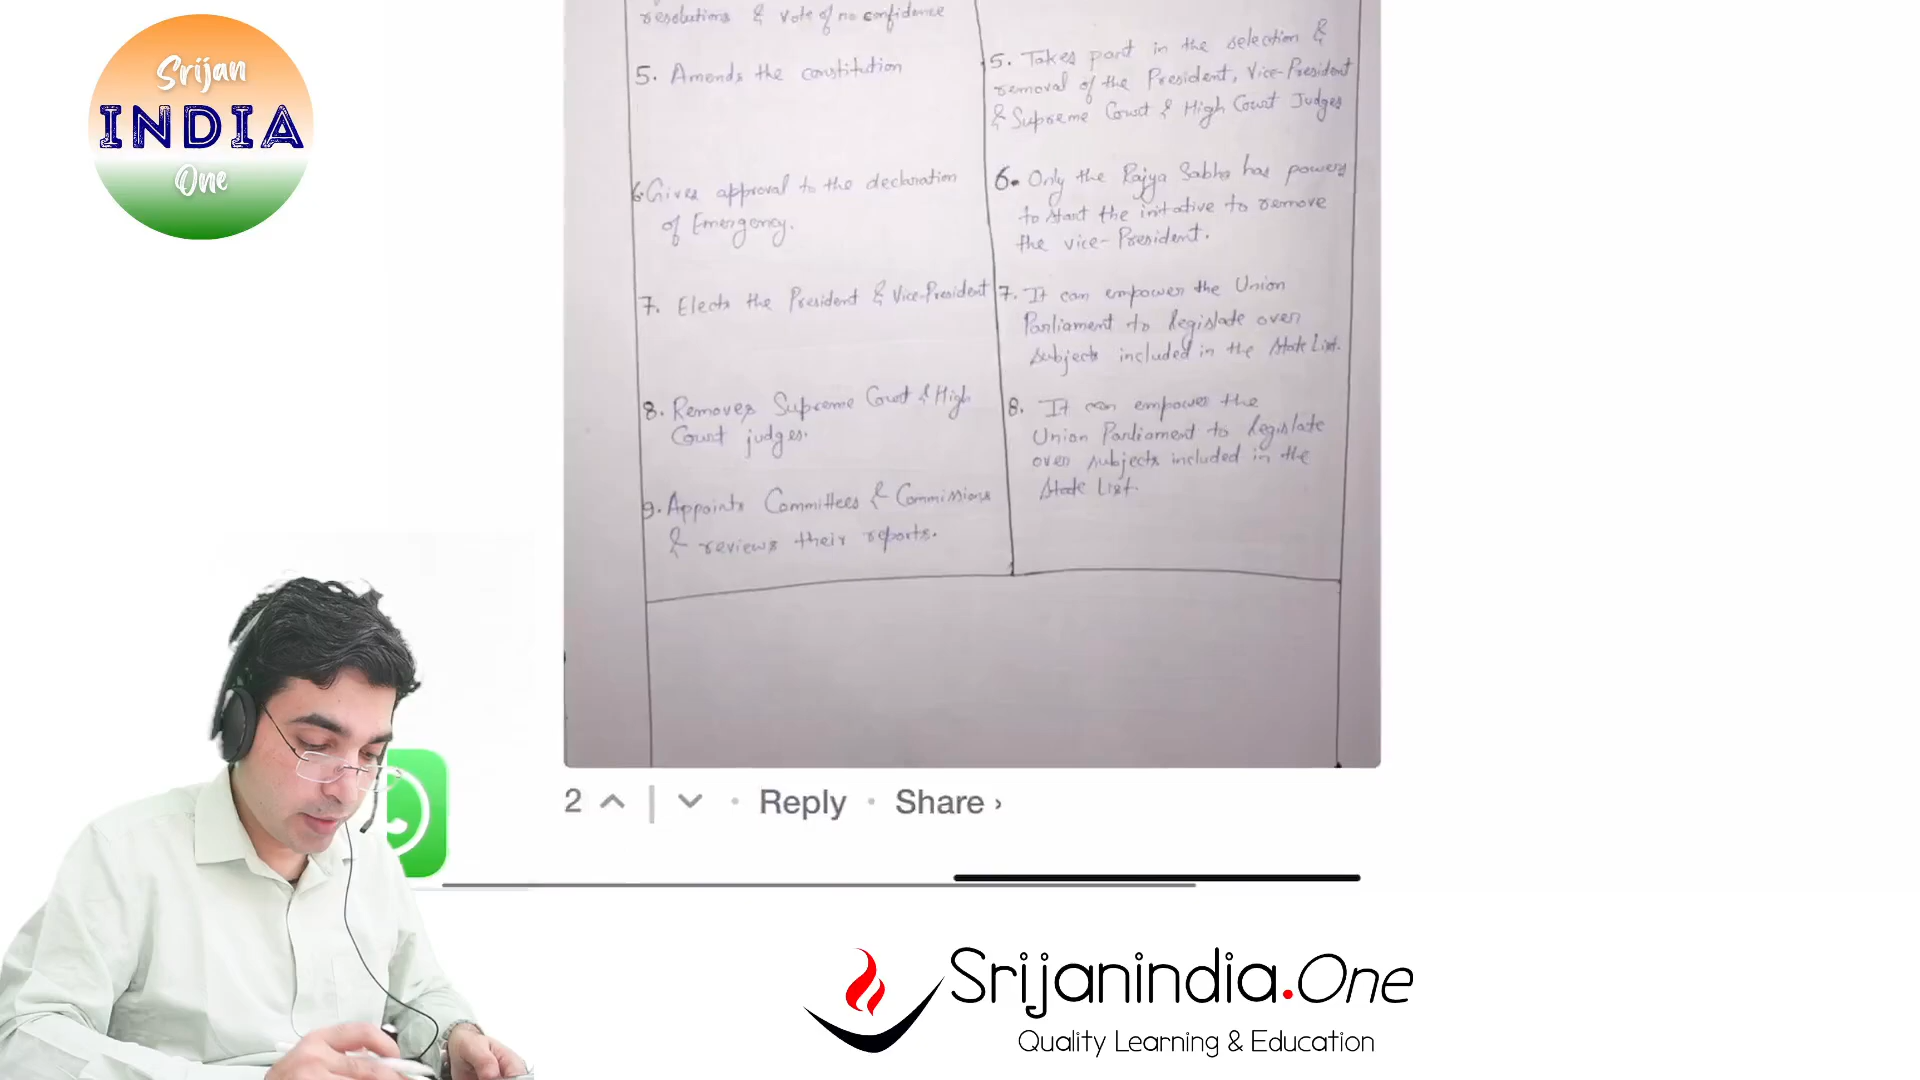 Srijan
INDIA
One
resolutions & vote of no confidence
5. Amends the constitution
6. Gives approval to the declaration
of Emergency.
7. Elects the President & Vice-President
8. Removes Supreme Court & High
Court judges.
9. Appoints Committees & Commissions
& reviews their reports.
5. Takes part in the selection &
removal of the President, Vice-President
& Supreme Court & High Court Judges
6. Only the Rajya Sabha has powers
to start the initative to remove
the vice-President.
7. It can empower the Union
Parliament to legislate over
subjects included in the State List.
8. It can empower the
Union Parliament to legislate
over subjects included in the
State List.
2 Reply • Share ›
Srijanindia.One
Quality Learning & Education